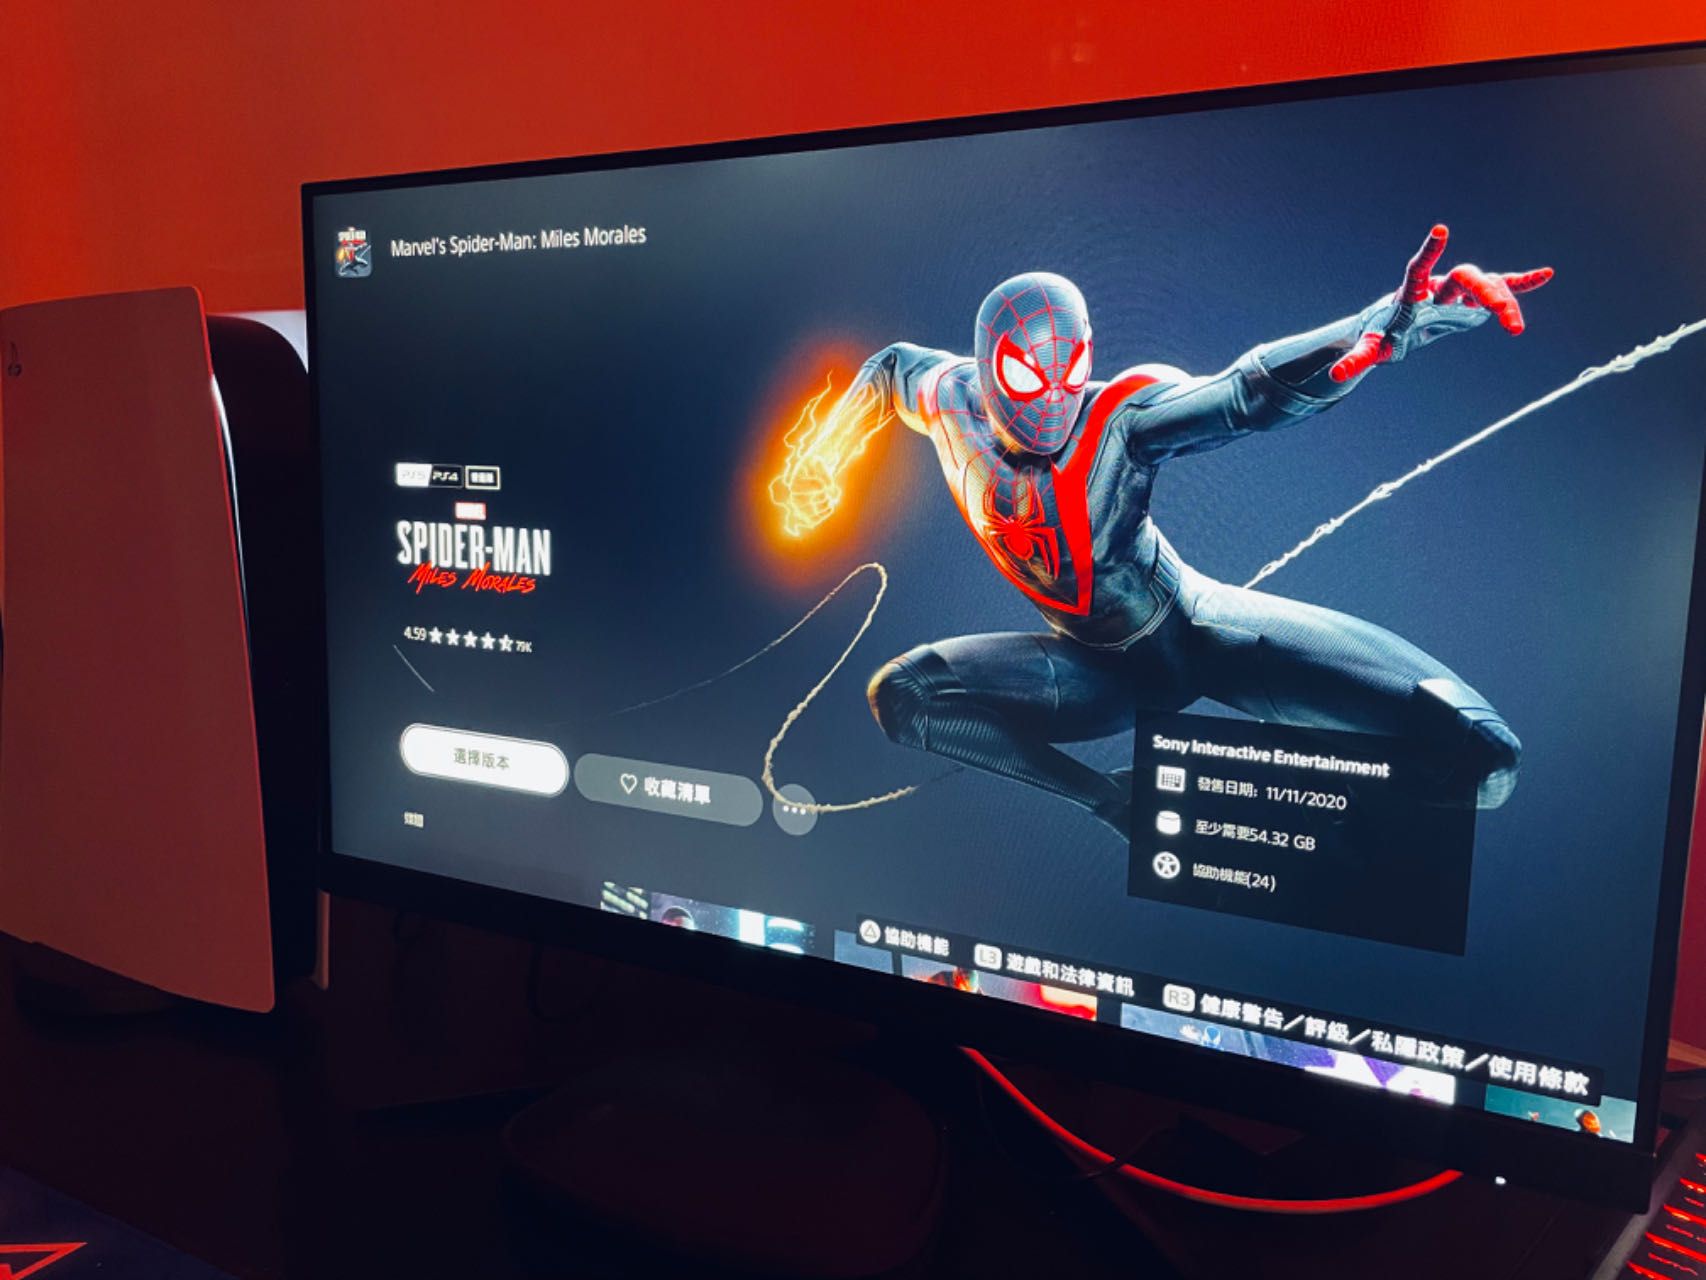 Marvel's Spider-Man: Miles Morales
PS5 PS4
MARVEL
SPIDER-MAN
MILES MORALES
4.59 79K
選擇版本
收藏清單
Sony Interactive Entertainment
發售日期: 11/11/2020
至少需要54.32 GB
協助機能(24)
協助機能 L3 遊戲和法律資訊 R3 健康警告／評級／私隱政策／使用條款